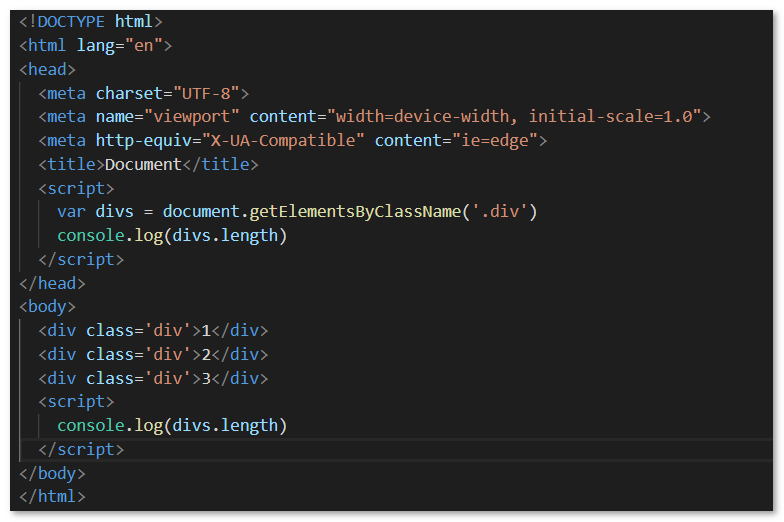 <!DOCTYPE html>
<html lang="en">
<head>
  <meta charset="UTF-8">
  <meta name="viewport" content="width=device-width, initial-scale=1.0">
  <meta http-equiv="X-UA-Compatible" content="ie=edge">
  <title>Document</title>
  <script>
    var divs = document.getElementsByClassName('.div')
    console.log(divs.length)
  </script>
</head>
<body>
  <div class='div'>1</div>
  <div class='div'>2</div>
  <div class='div'>3</div>
  <script>
    console.log(divs.length)
  </script>
</body>
</html>